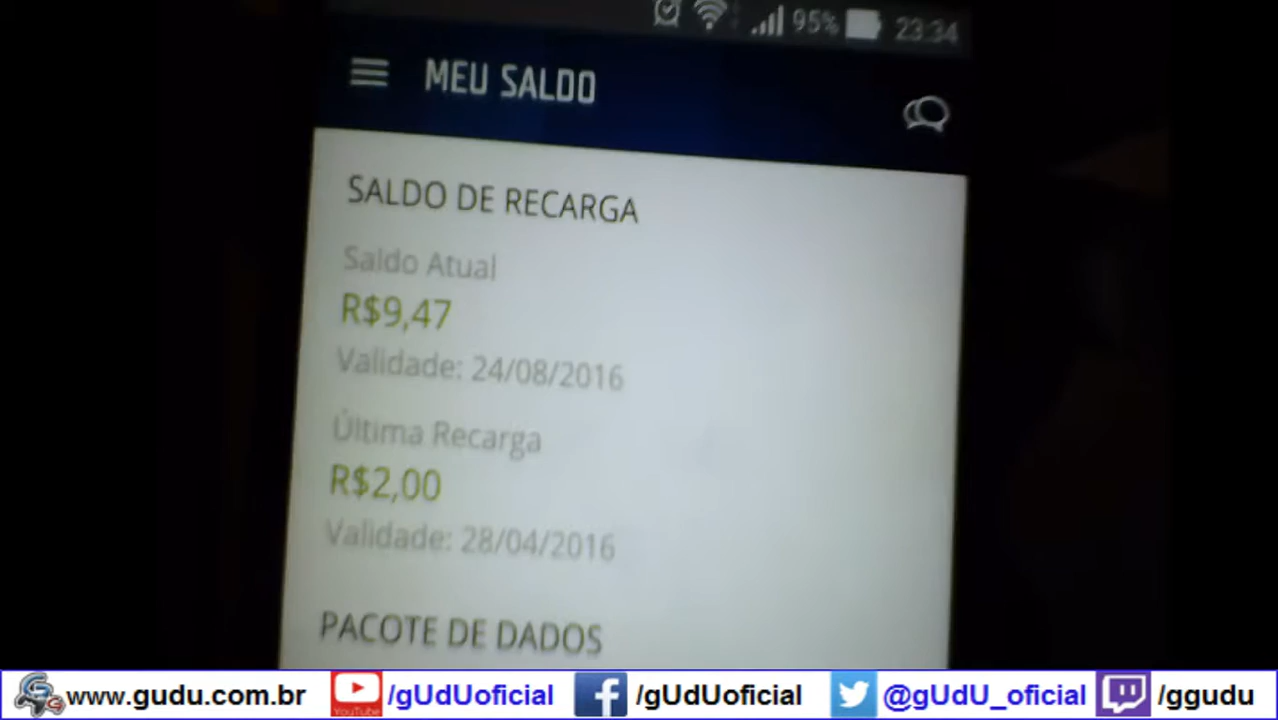 95% 23:34
MEU SALDO
SALDO DE RECARGA
Saldo Atual
R$9,47
Validade: 24/08/2016
Última Recarga
R$2,00
Validade: 28/04/2016
PACOTE DE DADOS
www.gudu.com.br YouTube /gUdUoficial f /gUdUoficial @gUdU_oficial /ggudu